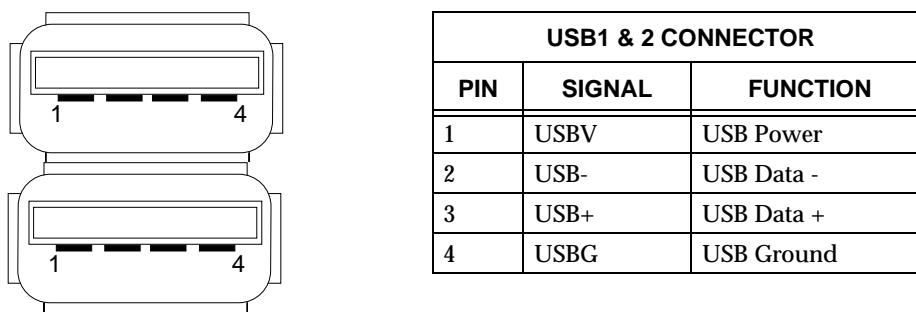 1 4
1 4
USB1 & 2 CONNECTOR
PIN SIGNAL FUNCTION
1 USBV USB Power
2 USB- USB Data -
3 USB+ USB Data +
4 USBG USB Ground